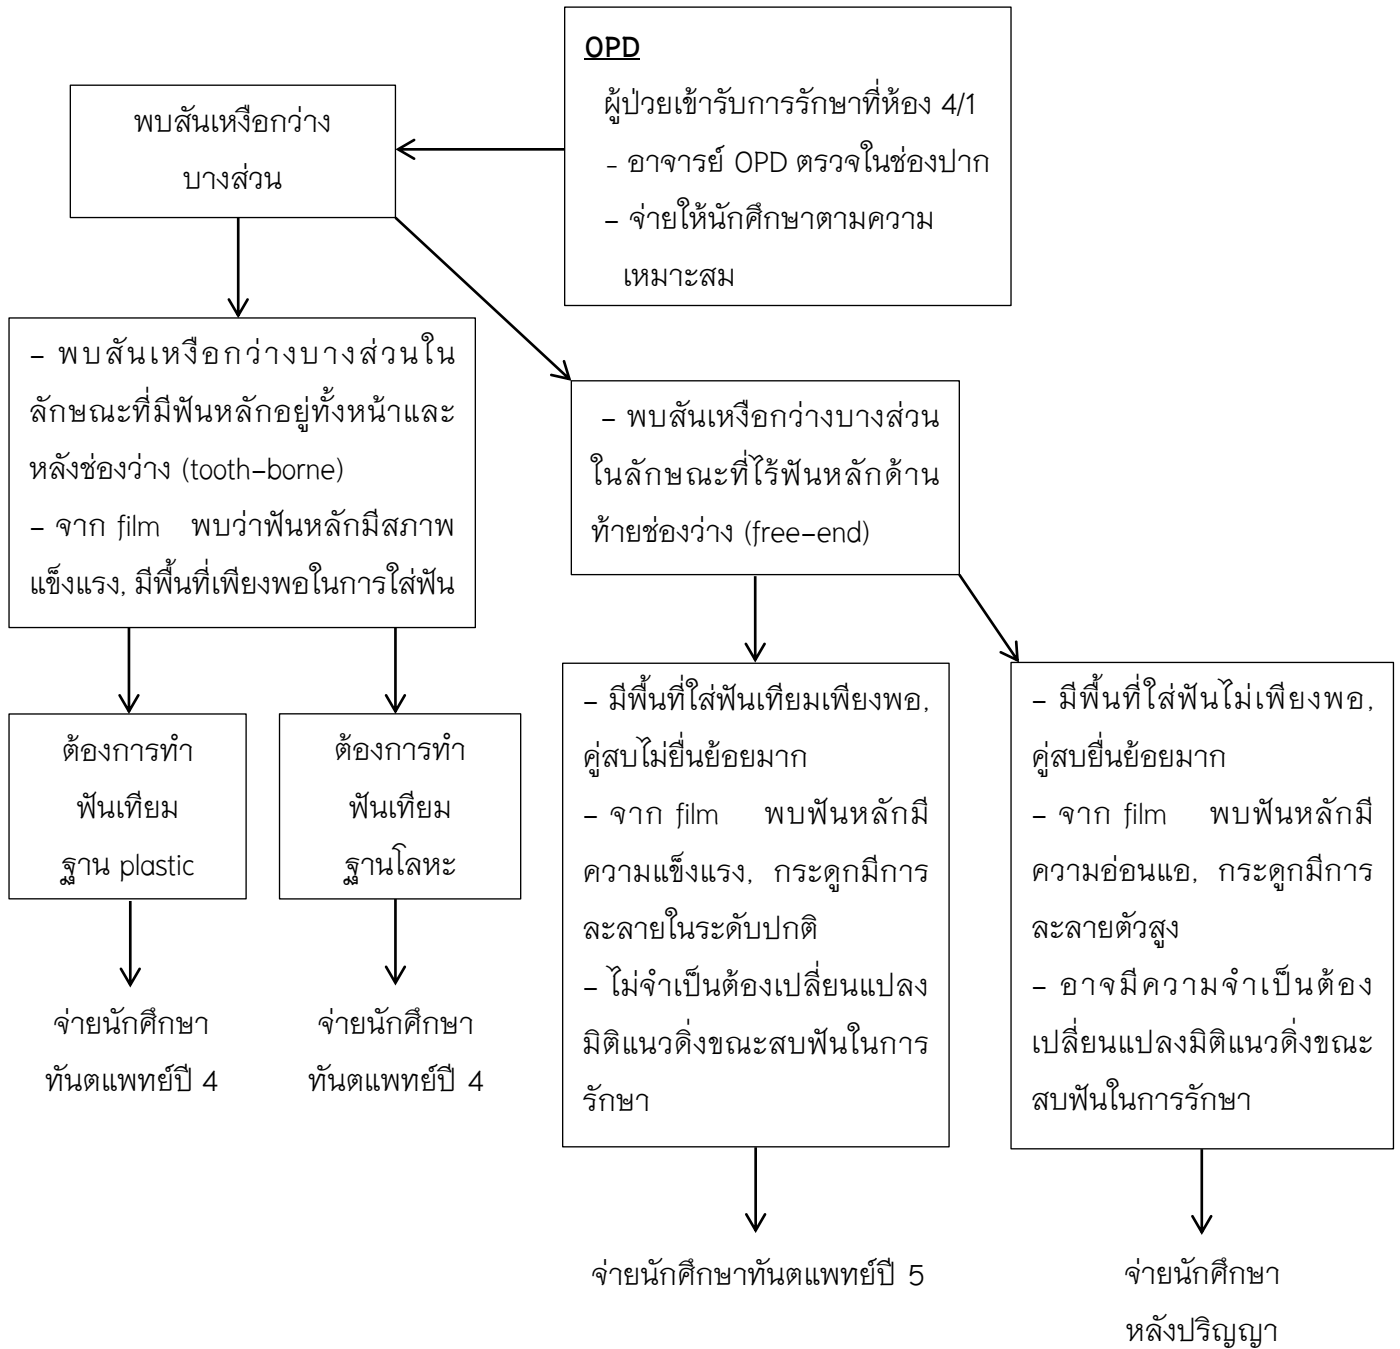 OPD
ผู้ป่วยเข้ารับการรักษาที่ห้อง 4/1
- อาจารย์ OPD ตรวจในช่องปาก
- จ่ายให้นักศึกษาตามความ
เหมาะสม
พบสันเหงือกว่าง
บางส่วน
- พบสันเหงือกว่างบางส่วนใน
ลักษณะที่มีฟันหลักอยู่ทั้งหน้าและ
หลังช่องว่าง (tooth-borne)
- จาก film พบว่าฟันหลักมีสภาพ
แข็งแรง, มีพื้นที่เพียงพอในการใส่ฟัน
- พบสันเหงือกว่างบางส่วน
ในลักษณะที่ไร้ฟันหลักด้าน
ท้ายช่องว่าง (free-end)
ต้องการทำ
ฟันเทียม
ฐาน plastic
ต้องการทำ
ฟันเทียม
ฐานโลหะ
- มีพื้นที่ใส่ฟันเทียมเพียงพอ,
คู่สบไม่ยื่นย้อยมาก
- จาก film พบฟันหลักมี
ความแข็งแรง, กระดูกมีการ
ละลายในระดับปกติ
- ไม่จำเป็นต้องเปลี่ยนแปลง
มิติแนวดิ่งขณะสบฟันในการ
รักษา
- มีพื้นที่ใส่ฟันไม่เพียงพอ,
คู่สบยื่นย้อยมาก
- จาก film พบฟันหลักมี
ความอ่อนแอ, กระดูกมีการ
ละลายตัวสูง
- อาจมีความจำเป็นต้อง
เปลี่ยนแปลงมิติแนวดิ่งขณะ
สบฟันในการรักษา
จ่ายนักศึกษา
ทันตแพทย์ปี 4
จ่ายนักศึกษา
ทันตแพทย์ปี 4
จ่ายนักศึกษาทันตแพทย์ปี 5
จ่ายนักศึกษา
หลังปริญญา